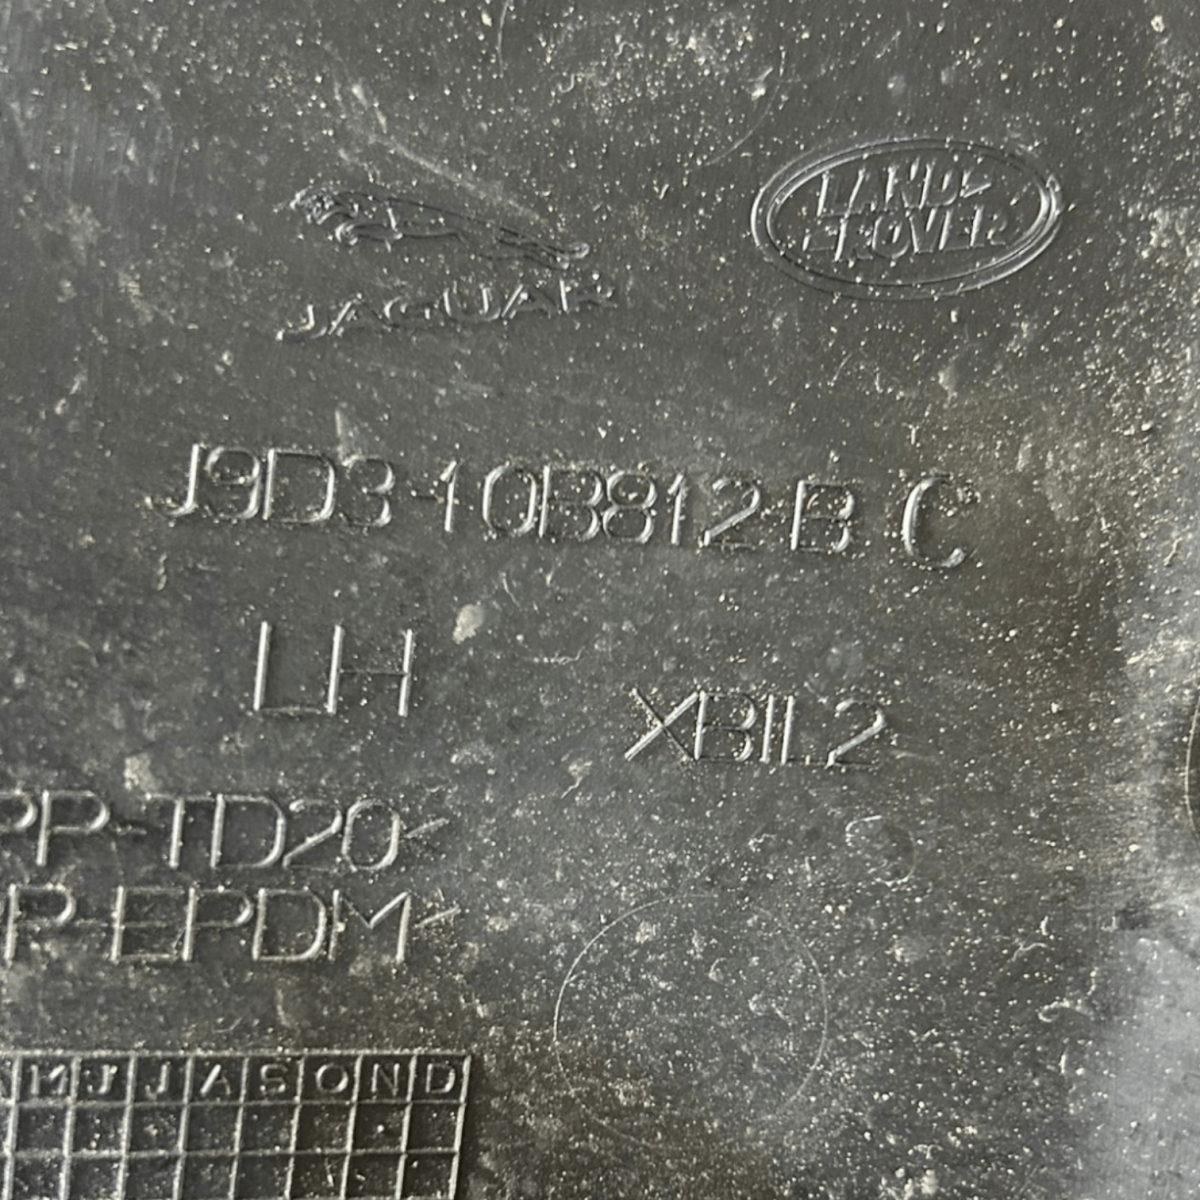 JAGUAR
LAND
ROVER
J9D3-10B812-B C
LH
XBIL2
PP-TD20<
P-EPDM<
M J J A S O N D